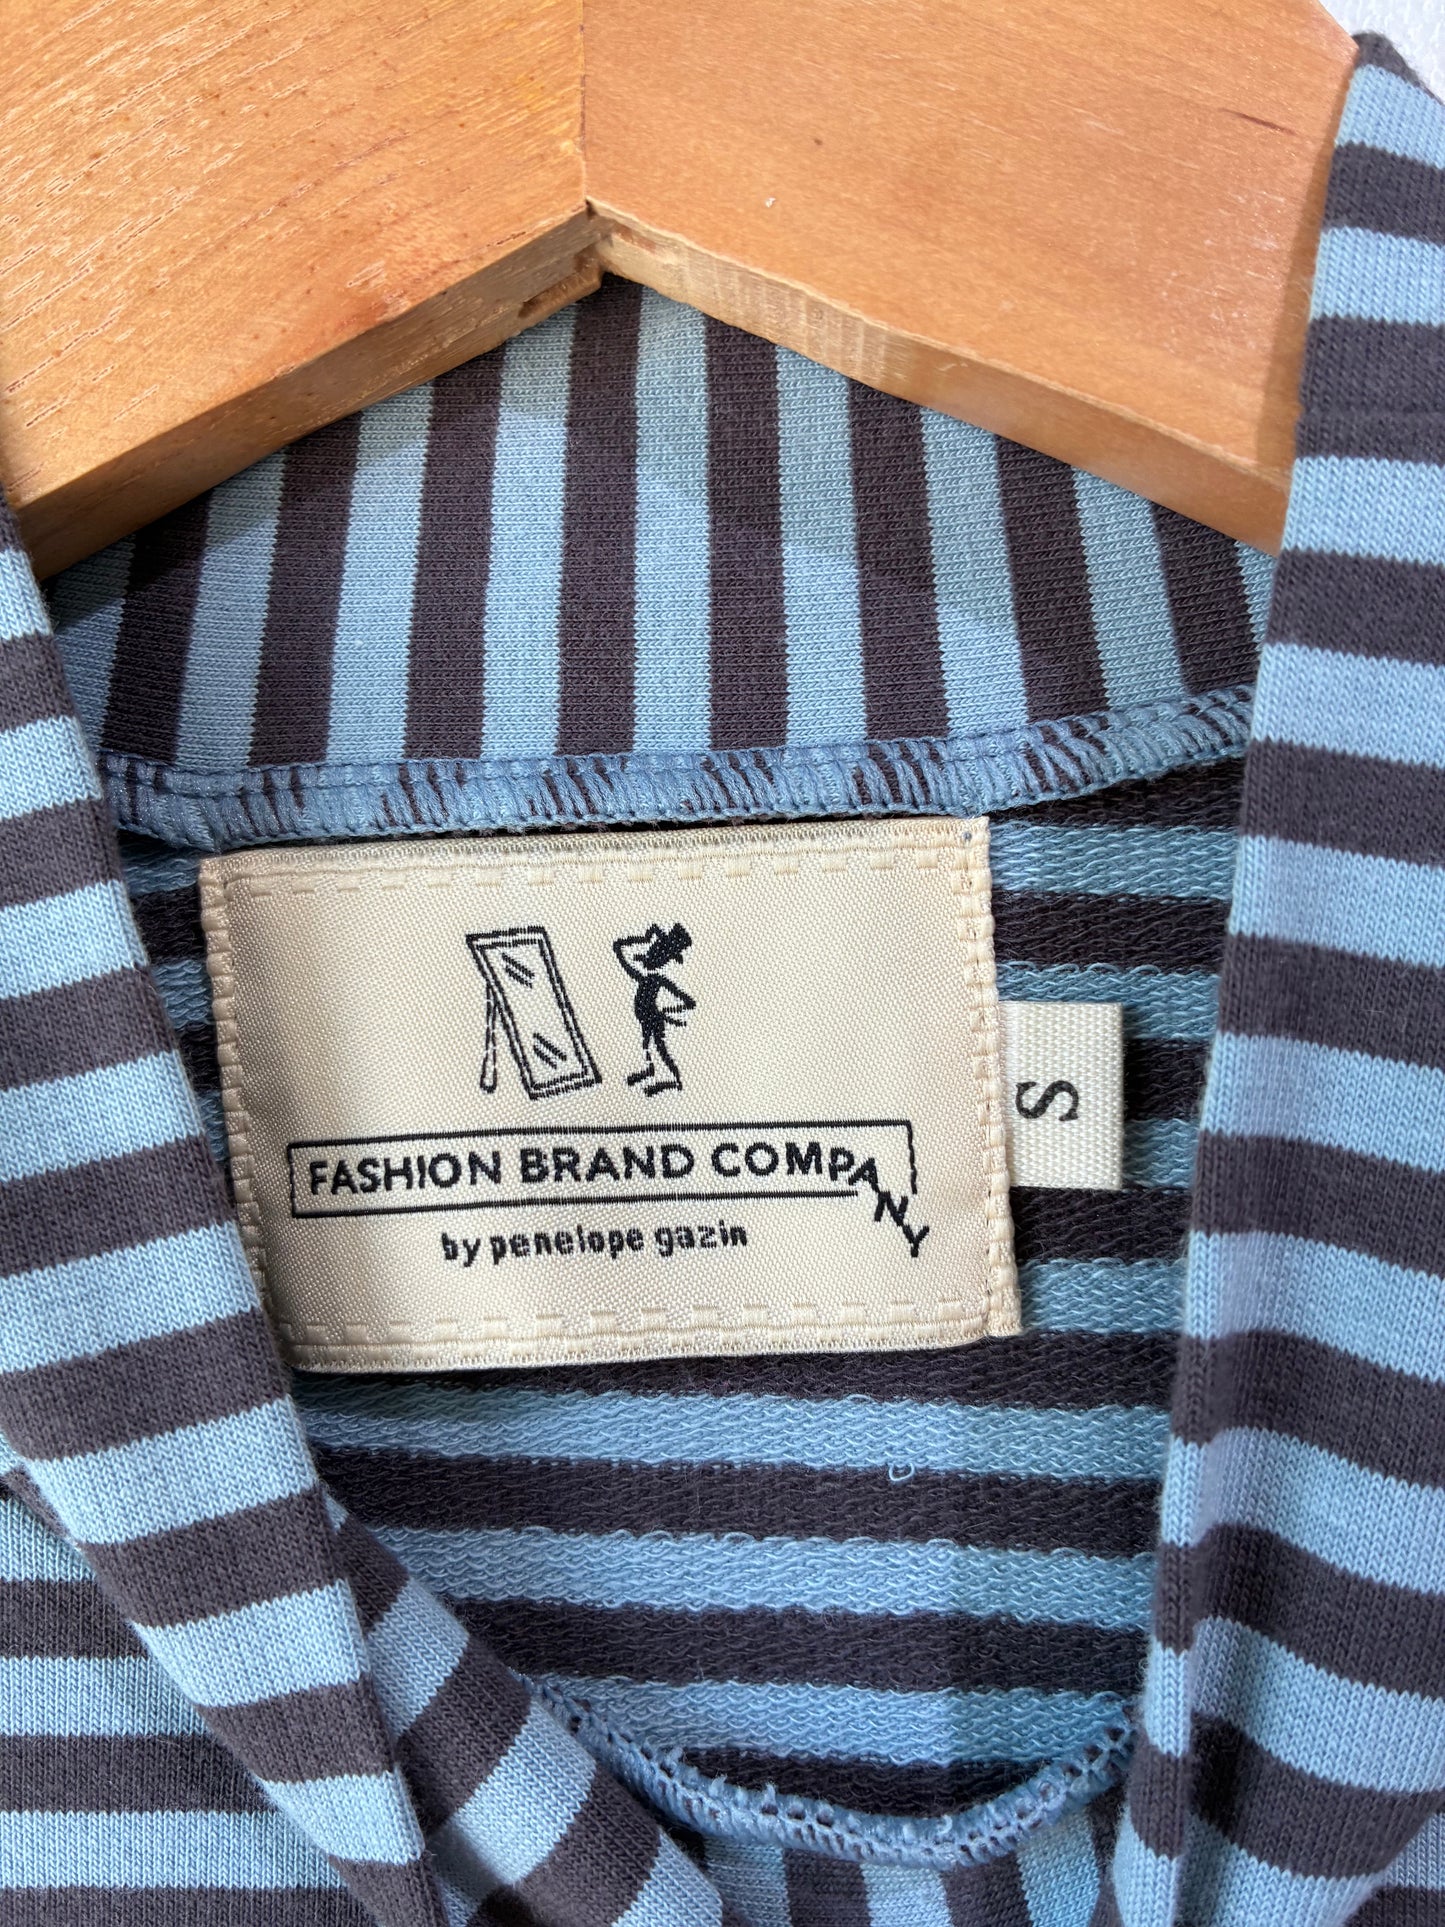 FASHION BRAND COMPANY
by penelope gazin
S